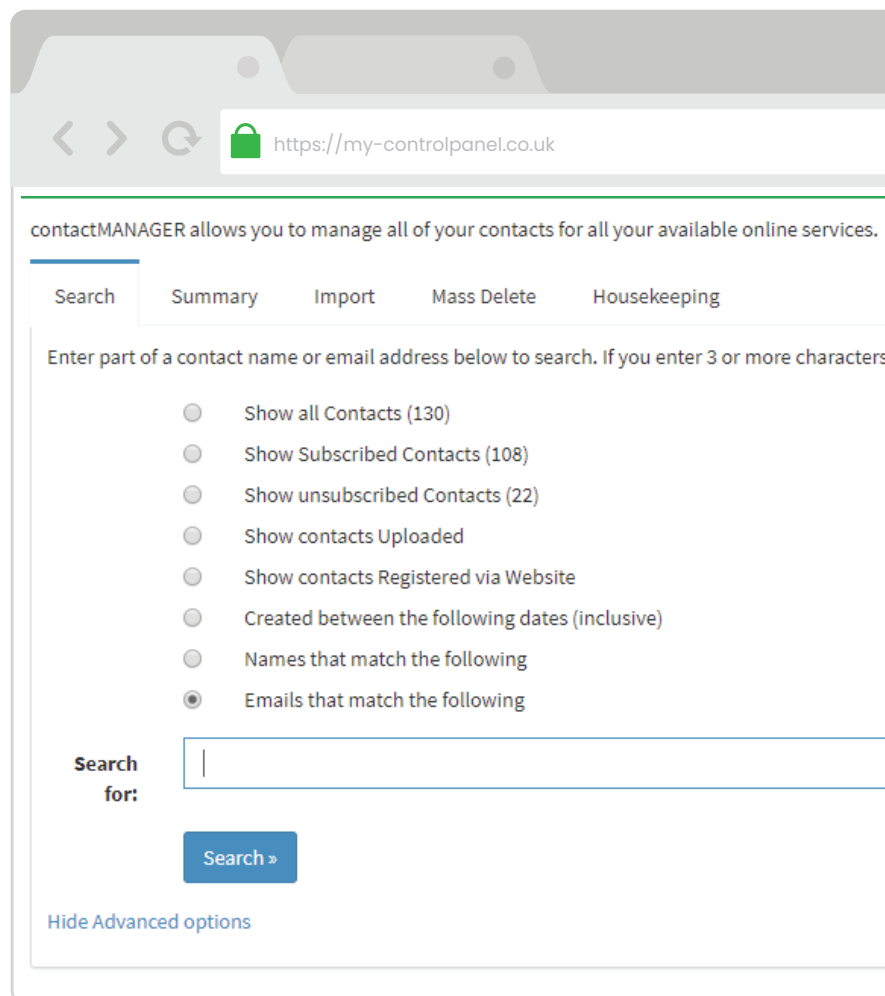 https://my-controlpanel.co.uk
contactMANAGER allows you to manage all of your contacts for all your available online services.
Search Summary Import Mass Delete Housekeeping
Enter part of a contact name or email address below to search. If you enter 3 or more characters
Show all Contacts (130)
Show Subscribed Contacts (108)
Show unsubscribed Contacts (22)
Show contacts Uploaded
Show contacts Registered via Website
Created between the following dates (inclusive)
Names that match the following
Emails that match the following
Search
for:
Search »
Hide Advanced options